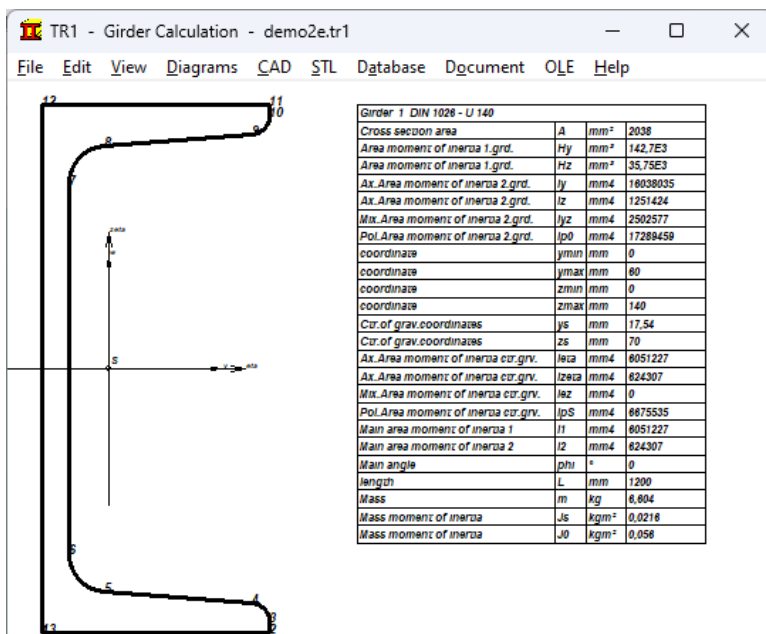 TR1 - Girder Calculation - demo2e.tr1
File Edit View Diagrams CAD STL Database Document OLE Help
12
11
10
9
8
7
zeta
S
eta
6
5
4
3
2
13
Girder 1 DIN 1026 - U 140
Cross section area A mm² 2038
Area moment of inertia 1.grd. Hy mm³ 142,7E3
Area moment of inertia 1.grd. Hz mm³ 35,75E3
Ax.Area moment of inertia 2.grd. Iy mm4 16038035
Ax.Area moment of inertia 2.grd. Iz mm4 1251424
Mix.Area moment of inertia 2.grd. Iyz mm4 2502577
Pol.Area moment of inertia 2.grd. Ip0 mm4 17289459
coordinate ymin mm 0
coordinate ymax mm 60
coordinate zmin mm 0
coordinate zmax mm 140
Ctr.of grav.coordinates ys mm 17,54
Ctr.of grav.coordinates zs mm 70
Ax.Area moment of inertia ctr.grv. Ieta mm4 6051227
Ax.Area moment of inertia ctr.grv. Izeta mm4 624307
Mix.Area moment of inertia ctr.grv. Iez mm4 0
Pol.Area moment of inertia ctr.grv. IpS mm4 6675535
Main area moment of inertia 1 I1 mm4 6051227
Main area moment of inertia 2 I2 mm4 624307
Main angle phi ° 0
length L mm 1200
Mass m kg 6,604
Mass moment of inertia Js kgm² 0,0216
Mass moment of inertia J0 kgm² 0,056